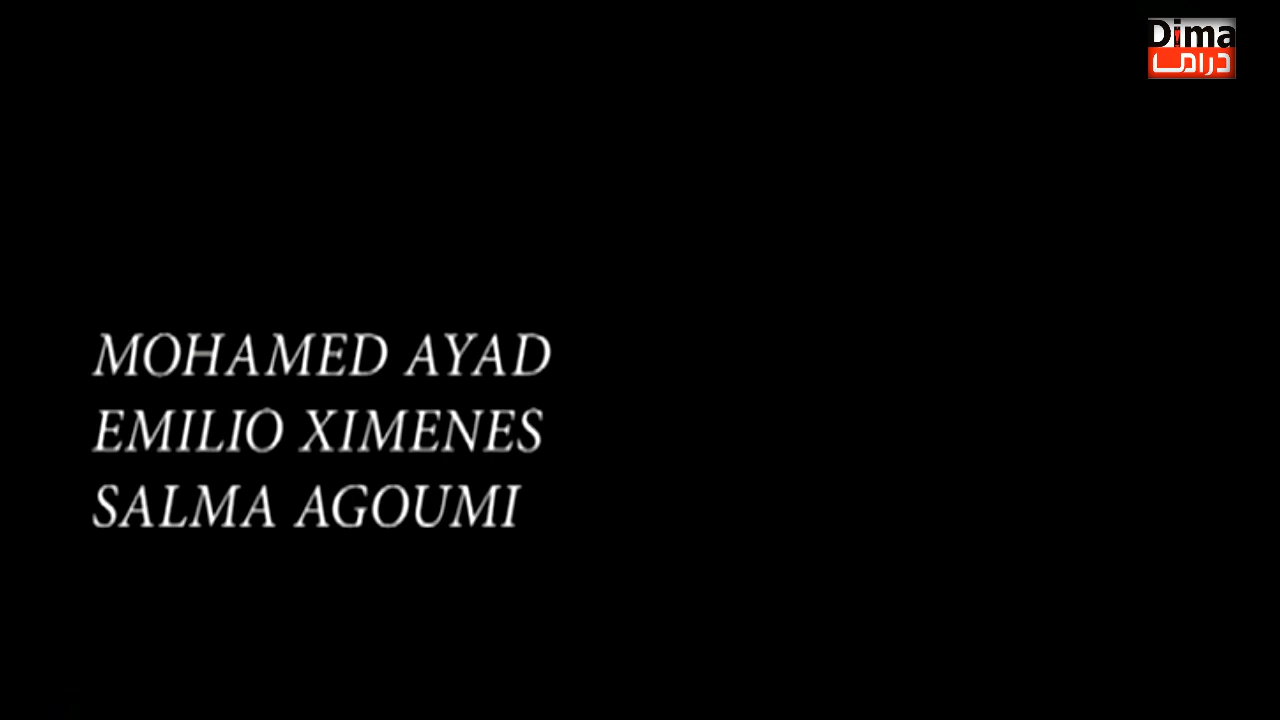 Dima
دراما
MOHAMED AYAD
EMILIO XIMENES
SALMA AGOUMI